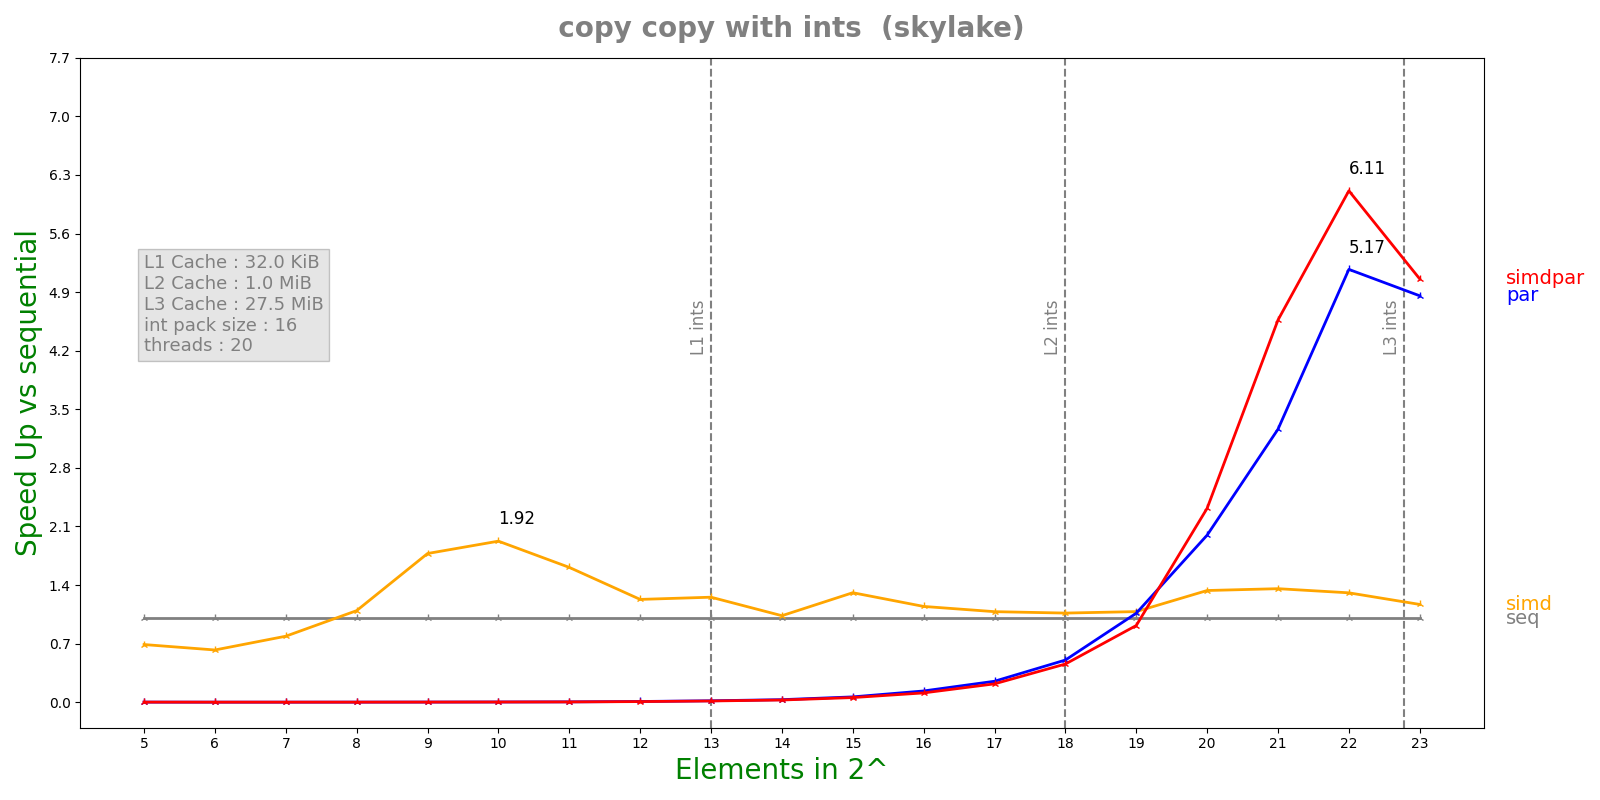 copy copy with ints  (skylake)
Speed Up vs sequential
7.7
7.0
6.3
5.6
4.9
4.2
3.5
2.8
2.1
1.4
0.7
0.0
L1 Cache : 32.0 KiB
L2 Cache : 1.0 MiB
L3 Cache : 27.5 MiB
int pack size : 16
threads : 20
1.92
6.11
5.17
L1 ints
L2 ints
L3 ints
simdpar
par
simd
seq
5 6 7 8 9 10 11 12 13 14 15 16 17 18 19 20 21 22 23
Elements in 2^